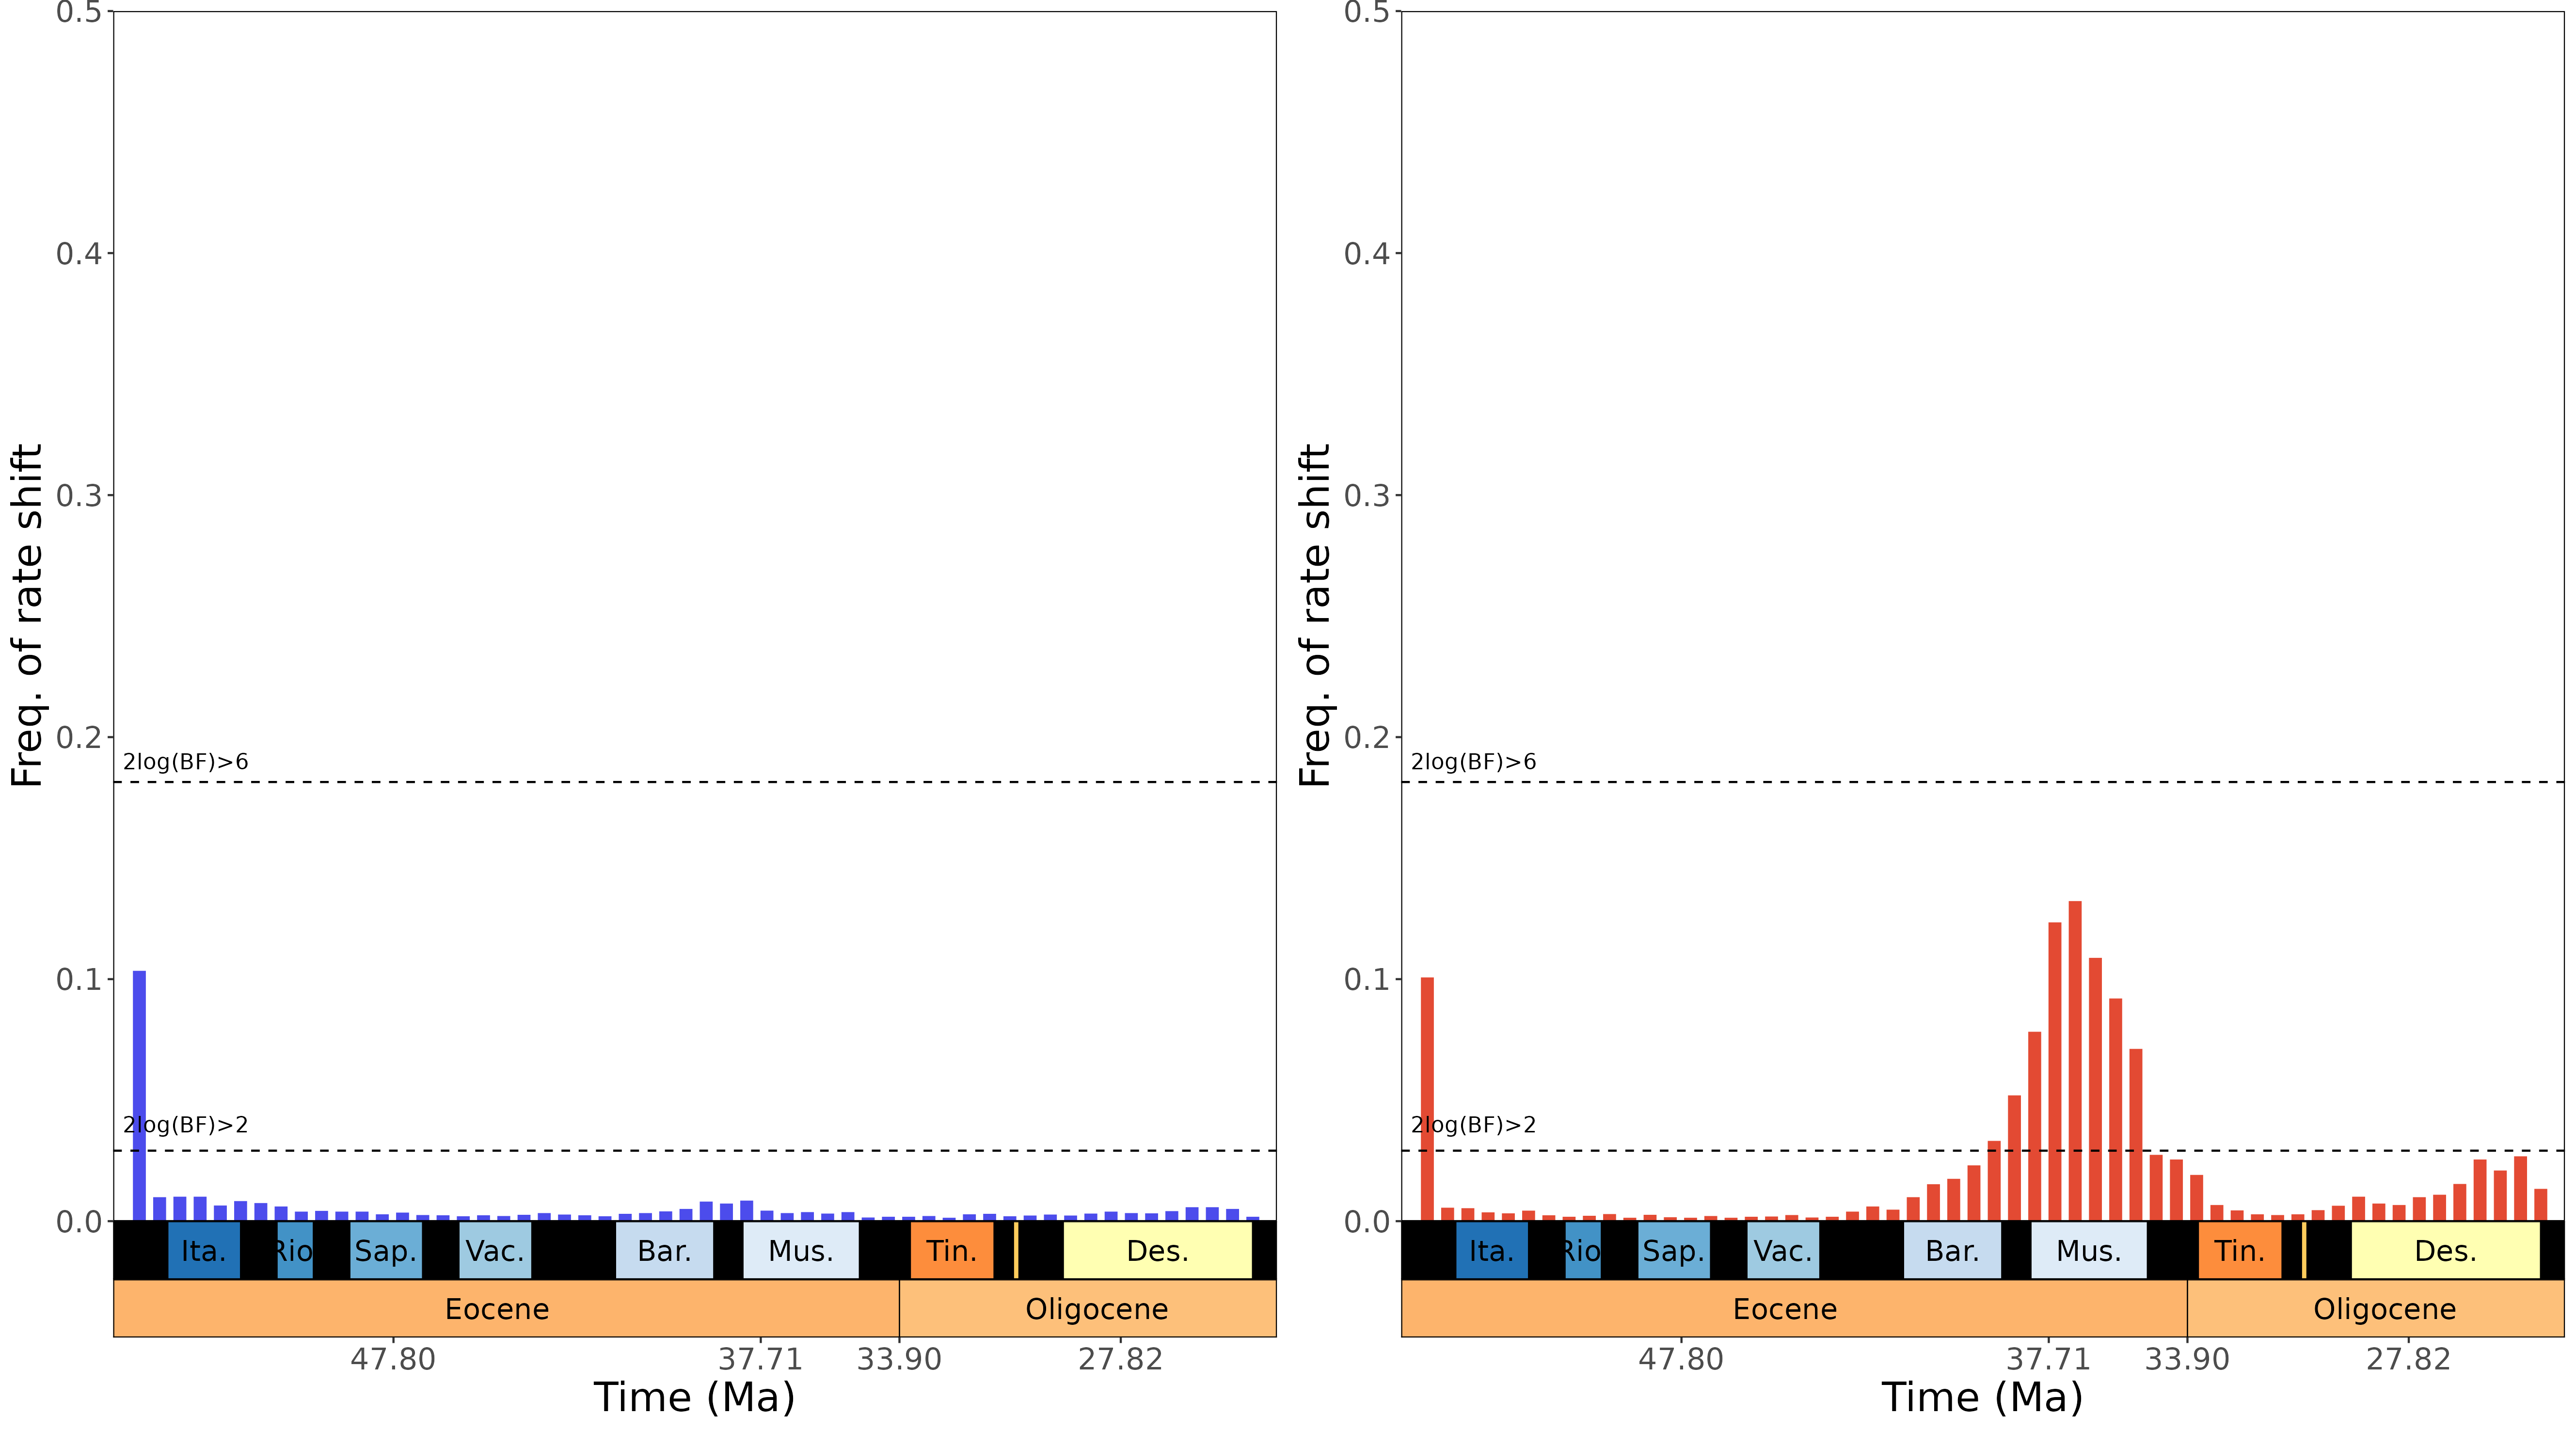 Freq. of rate shift
0.5
0.4
0.3
0.2
0.1
0.0
2log(BF)>6
2log(BF)>2
Ita. Rio Sap. Vac. Bar. Mus. Tin. Des.
Eocene Oligocene
47.80 37.71 33.90 27.82
Time (Ma)
Freq. of rate shift
0.5
0.4
0.3
0.2
0.1
0.0
2log(BF)>6
2log(BF)>2
Ita. Rio Sap. Vac. Bar. Mus. Tin. Des.
Eocene Oligocene
47.80 37.71 33.90 27.82
Time (Ma)